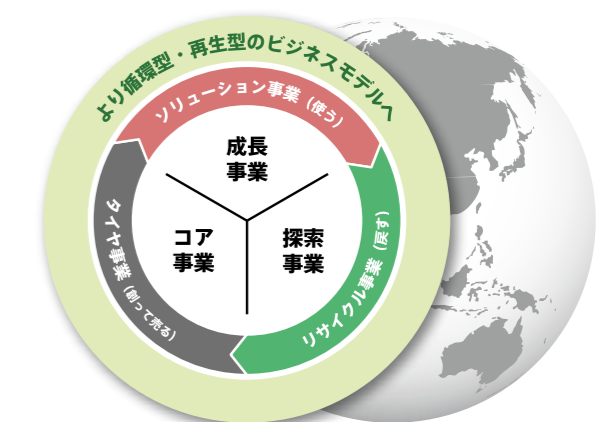 より循環型・再生型のビジネスモデルへ
ソリューション事業（使う）
成長
事業
コア
事業
探索
事業
タイヤ事業（創って売る）
リサイクル事業（戻す）